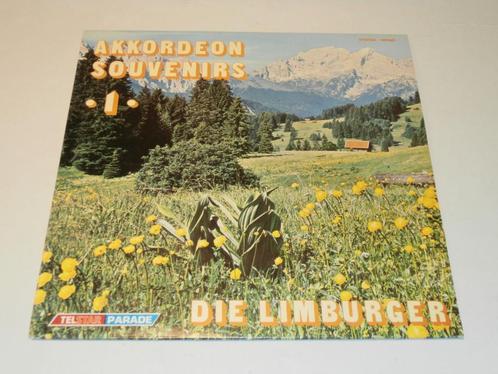 AKKORDEON
SOUVENIRS
• 1 •
DIE LIMBURGER
TELSTAR PARADE